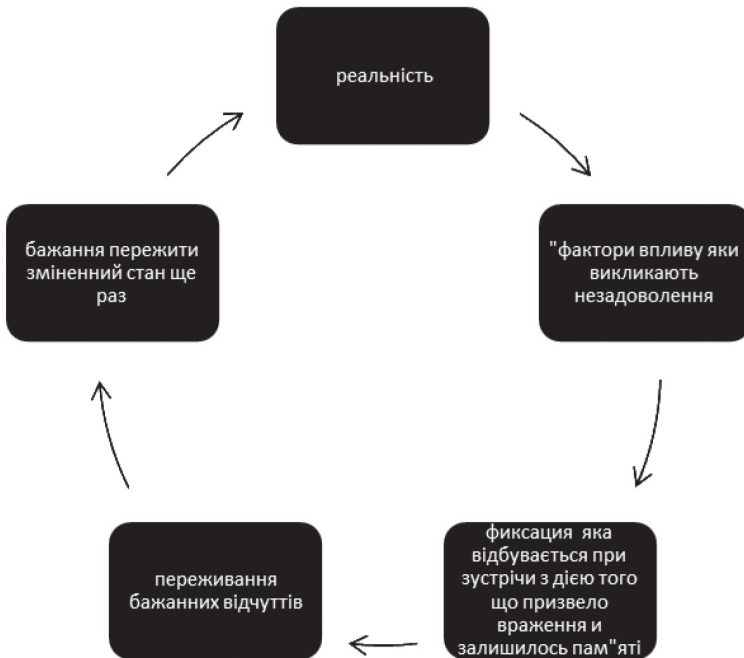 реальність
"фактори впливу яки
викликають
незадоволення
фиксация яка
відбувається при
зустрічи з дією того
що призвело
враження и
залишилось пам"яті
переживання
бажанних відчуттів
бажання пережити
зміненний стан ще
раз